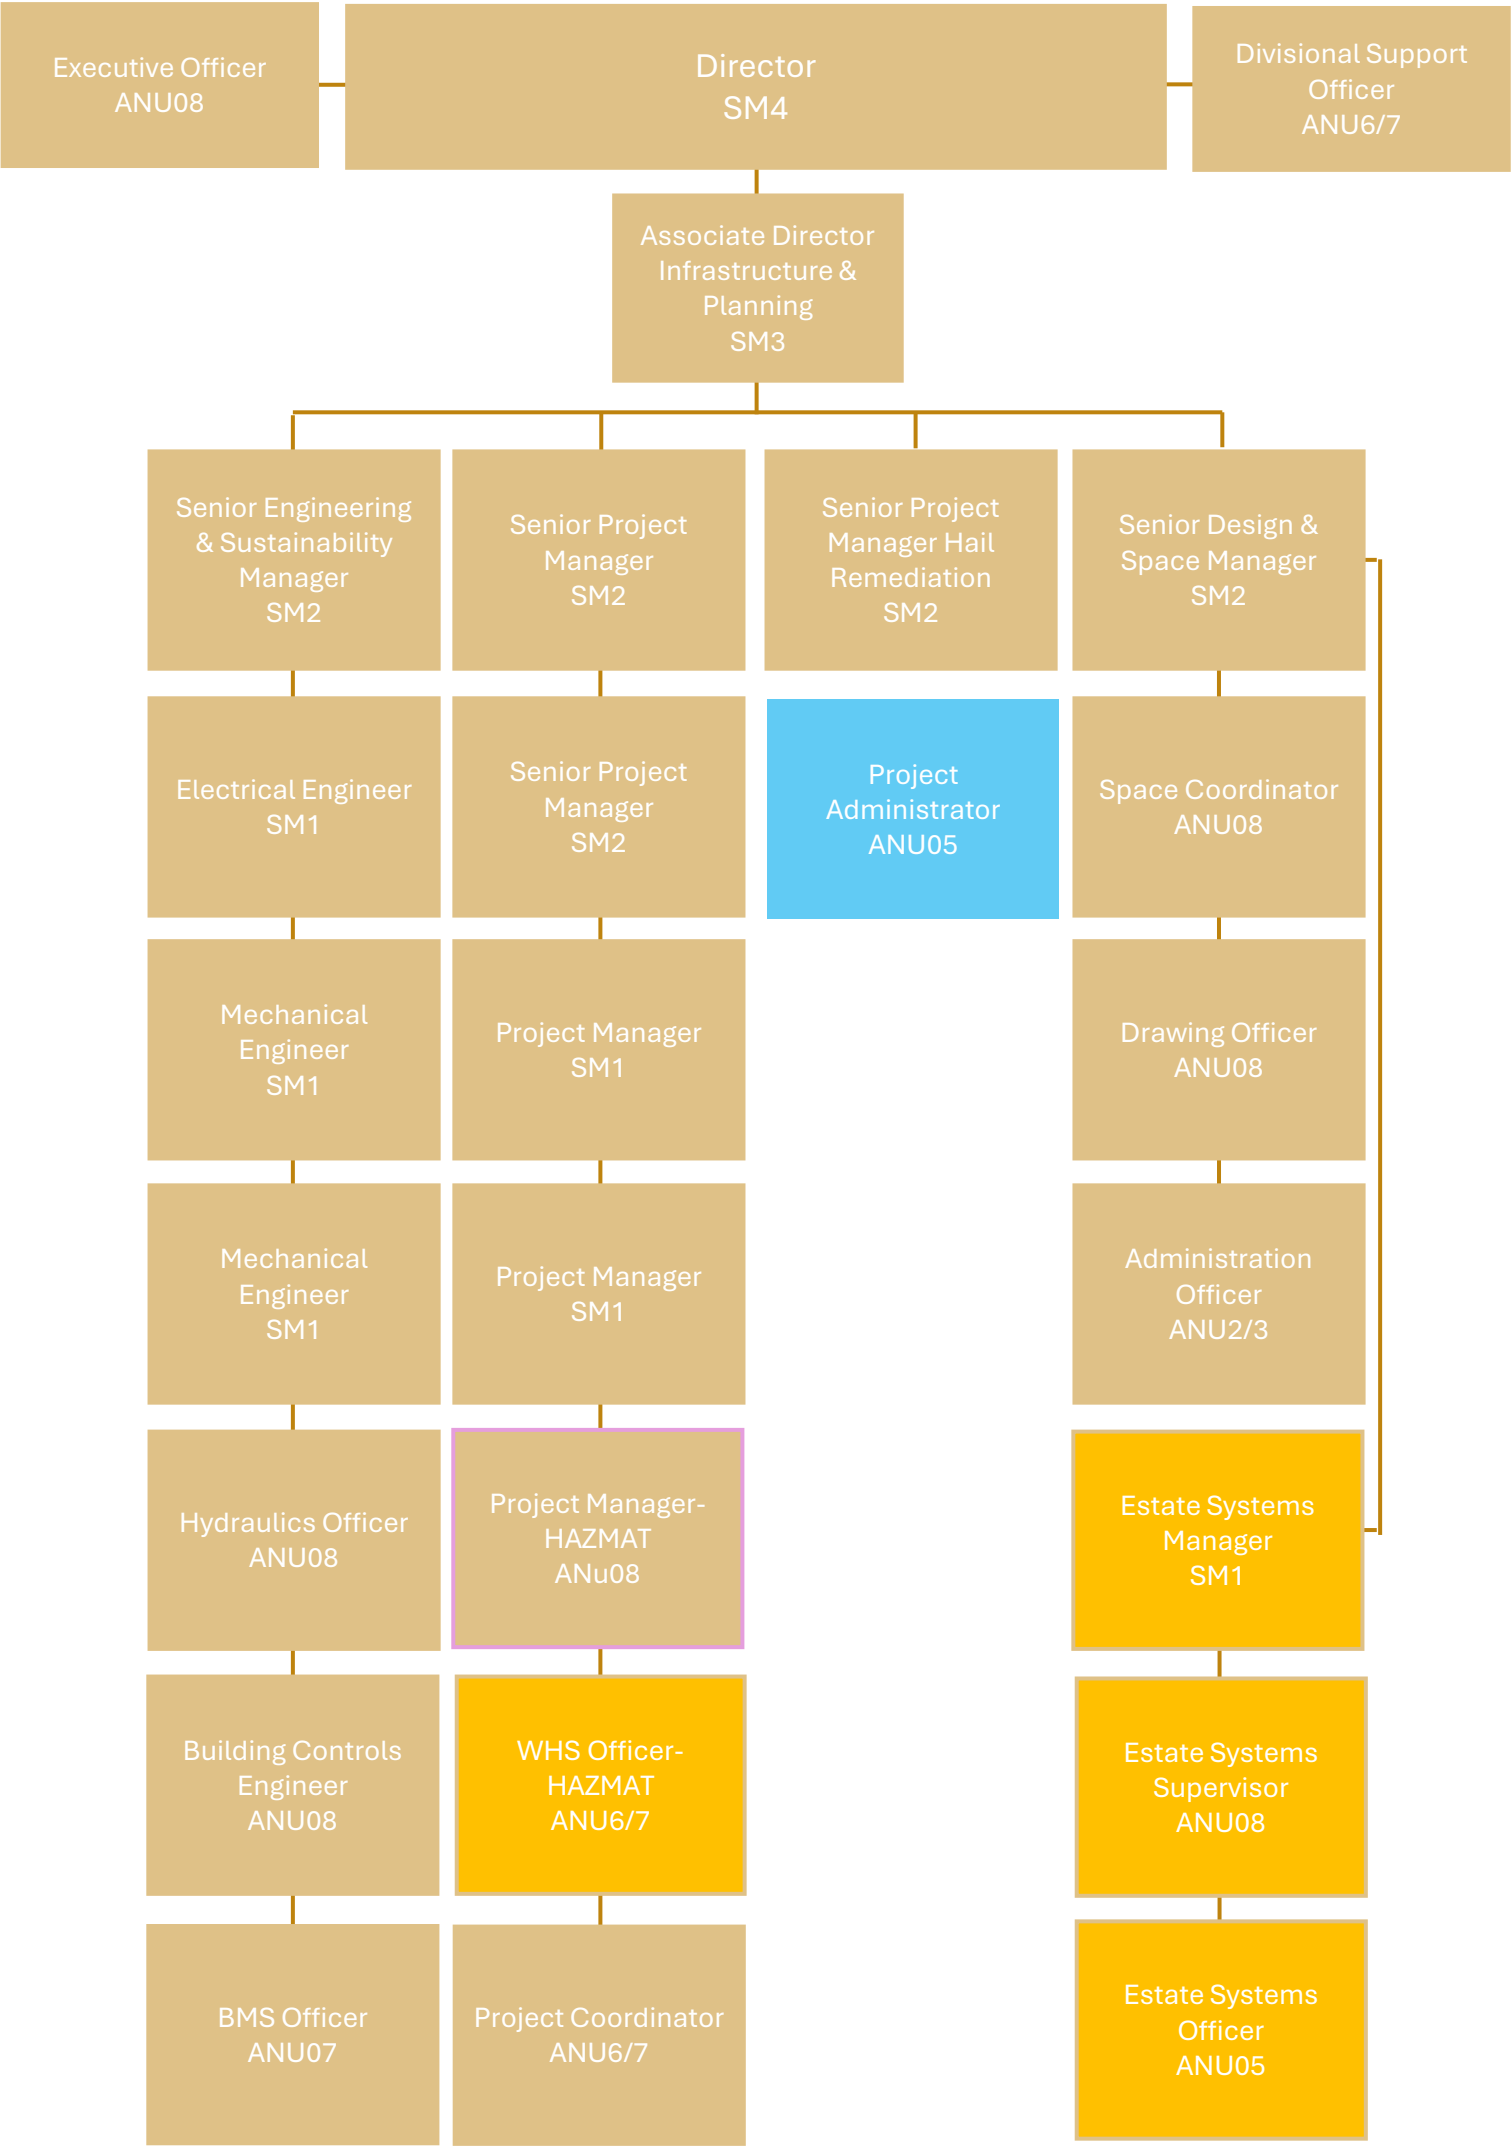 Executive Officer
ANU08
Director
SM4
Divisional Support
Officer
ANU6/7
Associate Director
Infrastructure &
Planning
SM3
Senior Engineering
& Sustainability
Manager
SM2
Senior Project
Manager
SM2
Senior Project
Manager Hail
Remediation
SM2
Senior Design &
Space Manager
SM2
Electrical Engineer
SM1
Senior Project
Manager
SM2
Project
Administrator
ANU05
Space Coordinator
ANU08
Mechanical
Engineer
SM1
Project Manager
SM1
Drawing Officer
ANU08
Mechanical
Engineer
SM1
Project Manager
SM1
Administration
Officer
ANU2/3
Hydraulics Officer
ANU08
Project Manager-
HAZMAT
ANu08
Estate Systems
Manager
SM1
Building Controls
Engineer
ANU08
WHS Officer-
HAZMAT
ANU6/7
Estate Systems
Supervisor
ANU08
BMS Officer
ANU07
Project Coordinator
ANU6/7
Estate Systems
Officer
ANU05